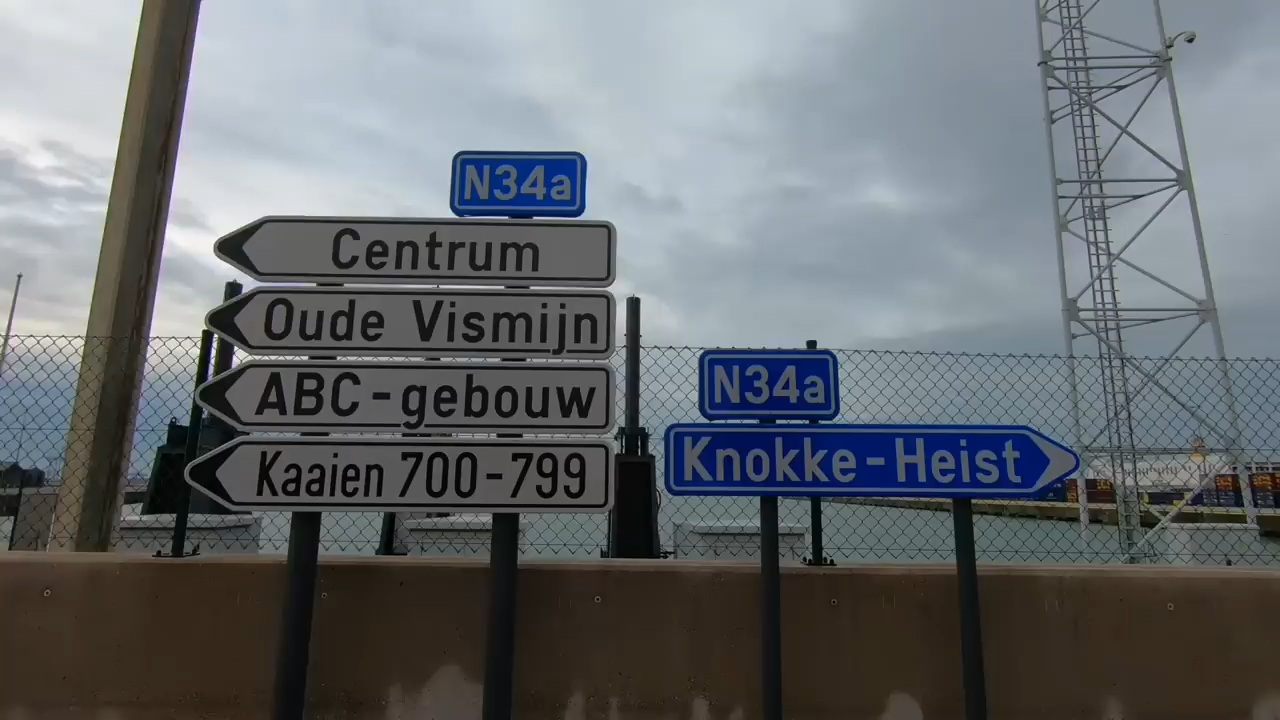 N34a
Centrum
Oude Vismijn
ABC-gebouw
Kaaien 700-799
N34a
Knokke-Heist